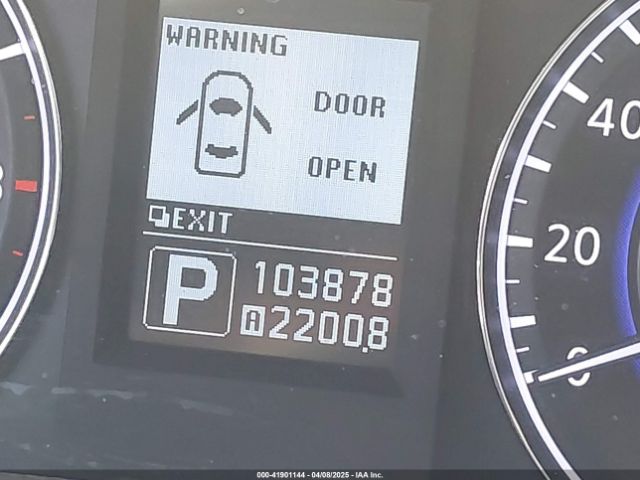 WARNING
DOOR
OPEN
EXIT
P
103878
A 2200.8
40
20
0
000-41901144 - 04/08/2025 - IAA Inc.